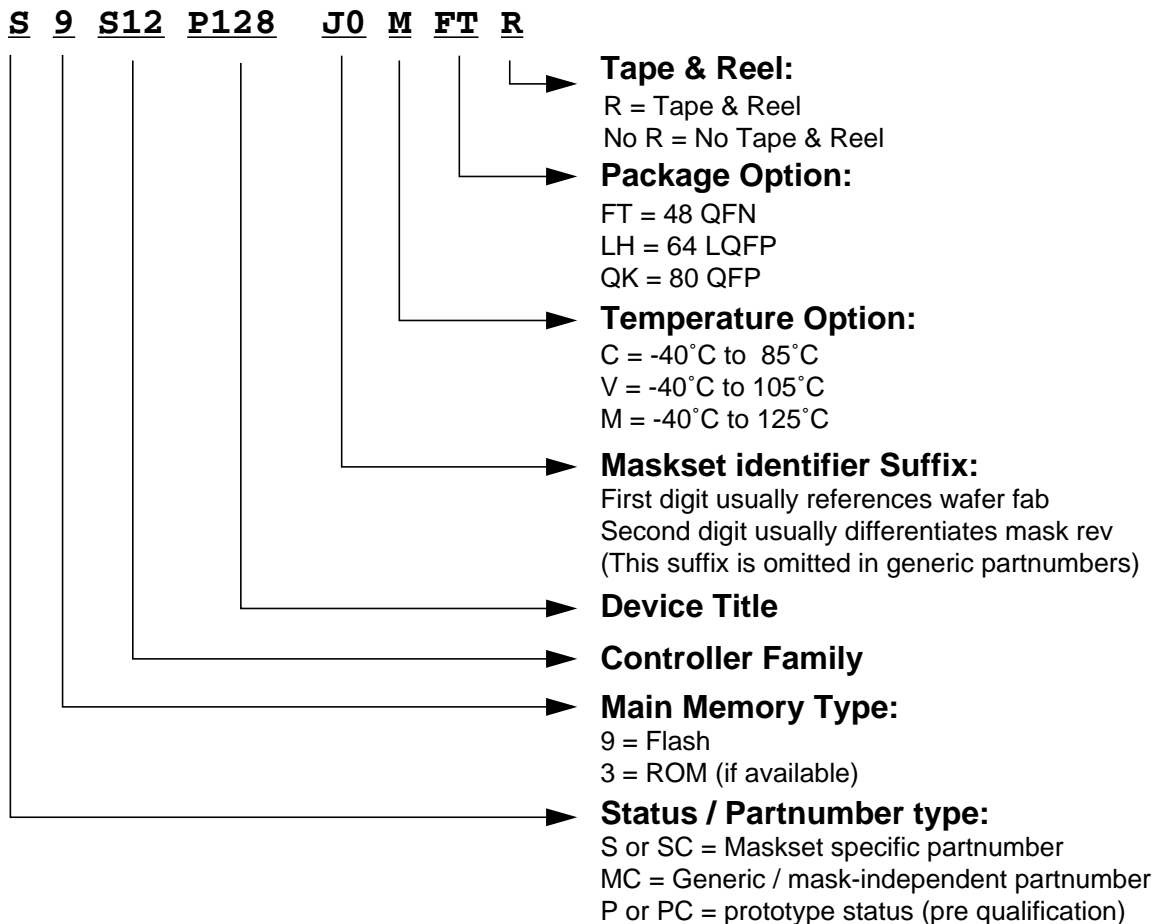 S 9 S12 P128 J0 M FT R
Tape & Reel:
R = Tape & Reel
No R = No Tape & Reel
Package Option:
FT = 48 QFN
LH = 64 LQFP
QK = 80 QFP
Temperature Option:
C = -40˚C to 85˚C
V = -40˚C to 105˚C
M = -40˚C to 125˚C
Maskset identifier Suffix:
First digit usually references wafer fab
Second digit usually differentiates mask rev
(This suffix is omitted in generic partnumbers)
Device Title
Controller Family
Main Memory Type:
9 = Flash
3 = ROM (if available)
Status / Partnumber type:
S or SC = Maskset specific partnumber
MC = Generic / mask-independent partnumber
P or PC = prototype status (pre qualification)